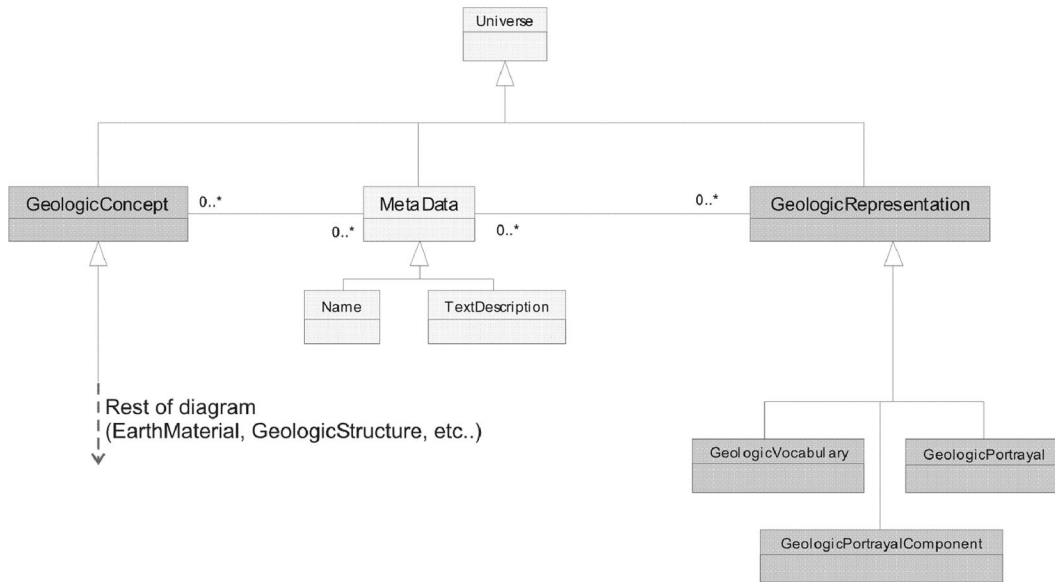 Universe
GeologicConcept
0..*
MetaData
0..*
GeologicRepresentation
0..*
0..*
Name
TextDescription
Rest of diagram
(EarthMaterial, GeologicStructure, etc..)
GeologicVocabulary
GeologicPortrayal
GeologicPortrayalComponent